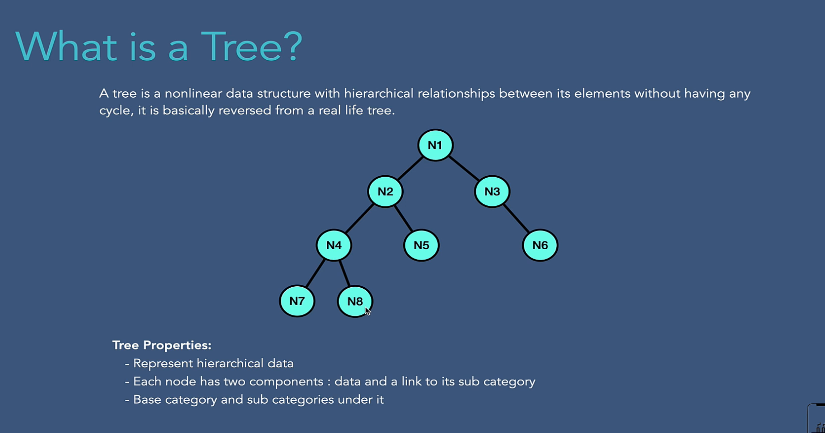 What is a Tree?
A tree is a nonlinear data structure with hierarchical relationships between its elements without having any
cycle, it is basically reversed from a real life tree.
N1
N2
N3
N4
N5
N6
N7
N8
Tree Properties:
- Represent hierarchical data
- Each node has two components : data and a link to its sub category
- Base category and sub categories under it